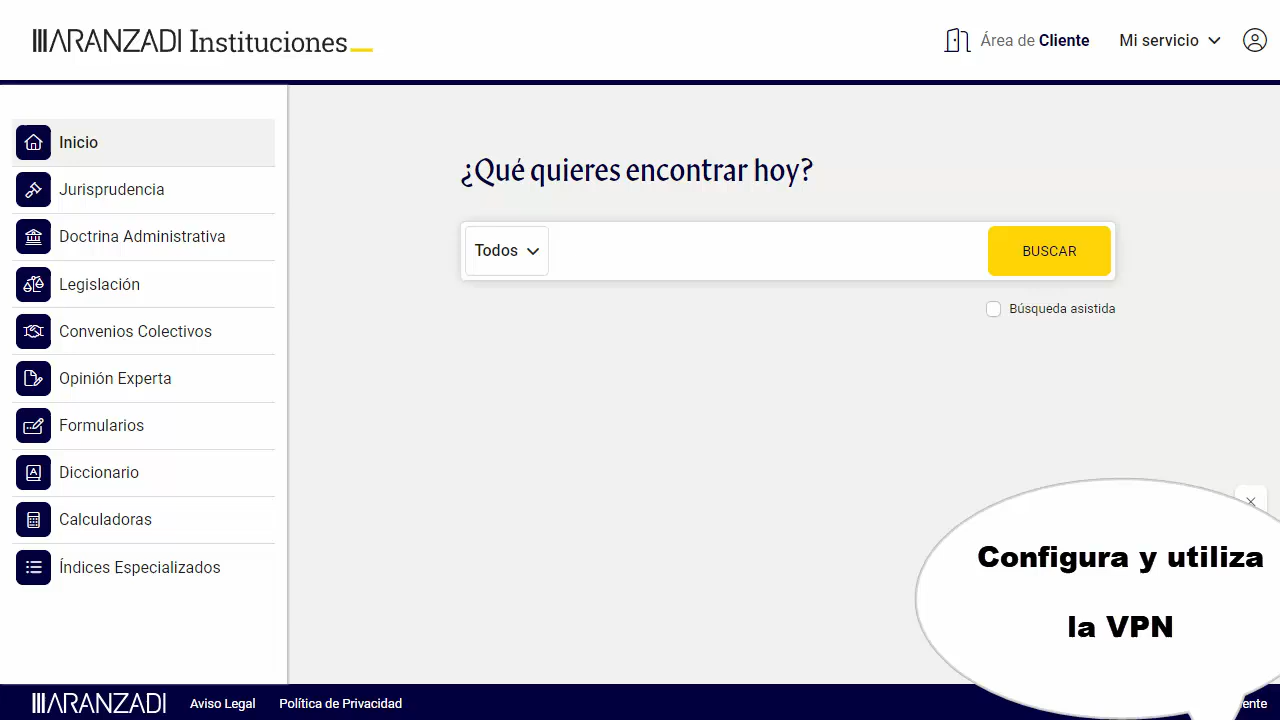 ARANZADI Instituciones
Área de Cliente
Mi servicio
Inicio
Jurisprudencia
Doctrina Administrativa
Legislación
Convenios Colectivos
Opinión Experta
Formularios
Diccionario
Calculadoras
Índices Especializados
¿Qué quieres encontrar hoy?
Todos
BUSCAR
Búsqueda asistida
Configura y utiliza
la VPN
ARANZADI
Aviso Legal
Política de Privacidad